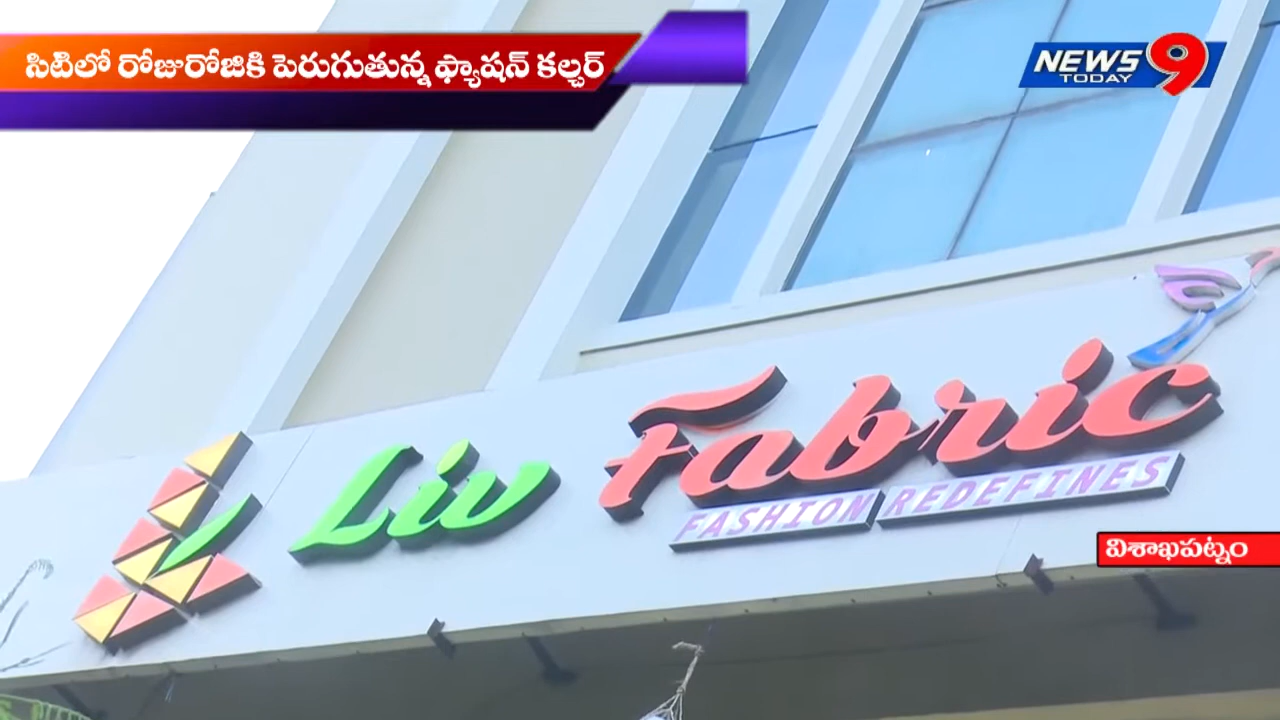 సిటిలో రోజురోజికి పెరుగుతున్న ఫ్యాషన్ కల్చర్
NEWS 9
TODAY
Liv Fabric
FASHION REDEFINES
విశాఖపట్నం